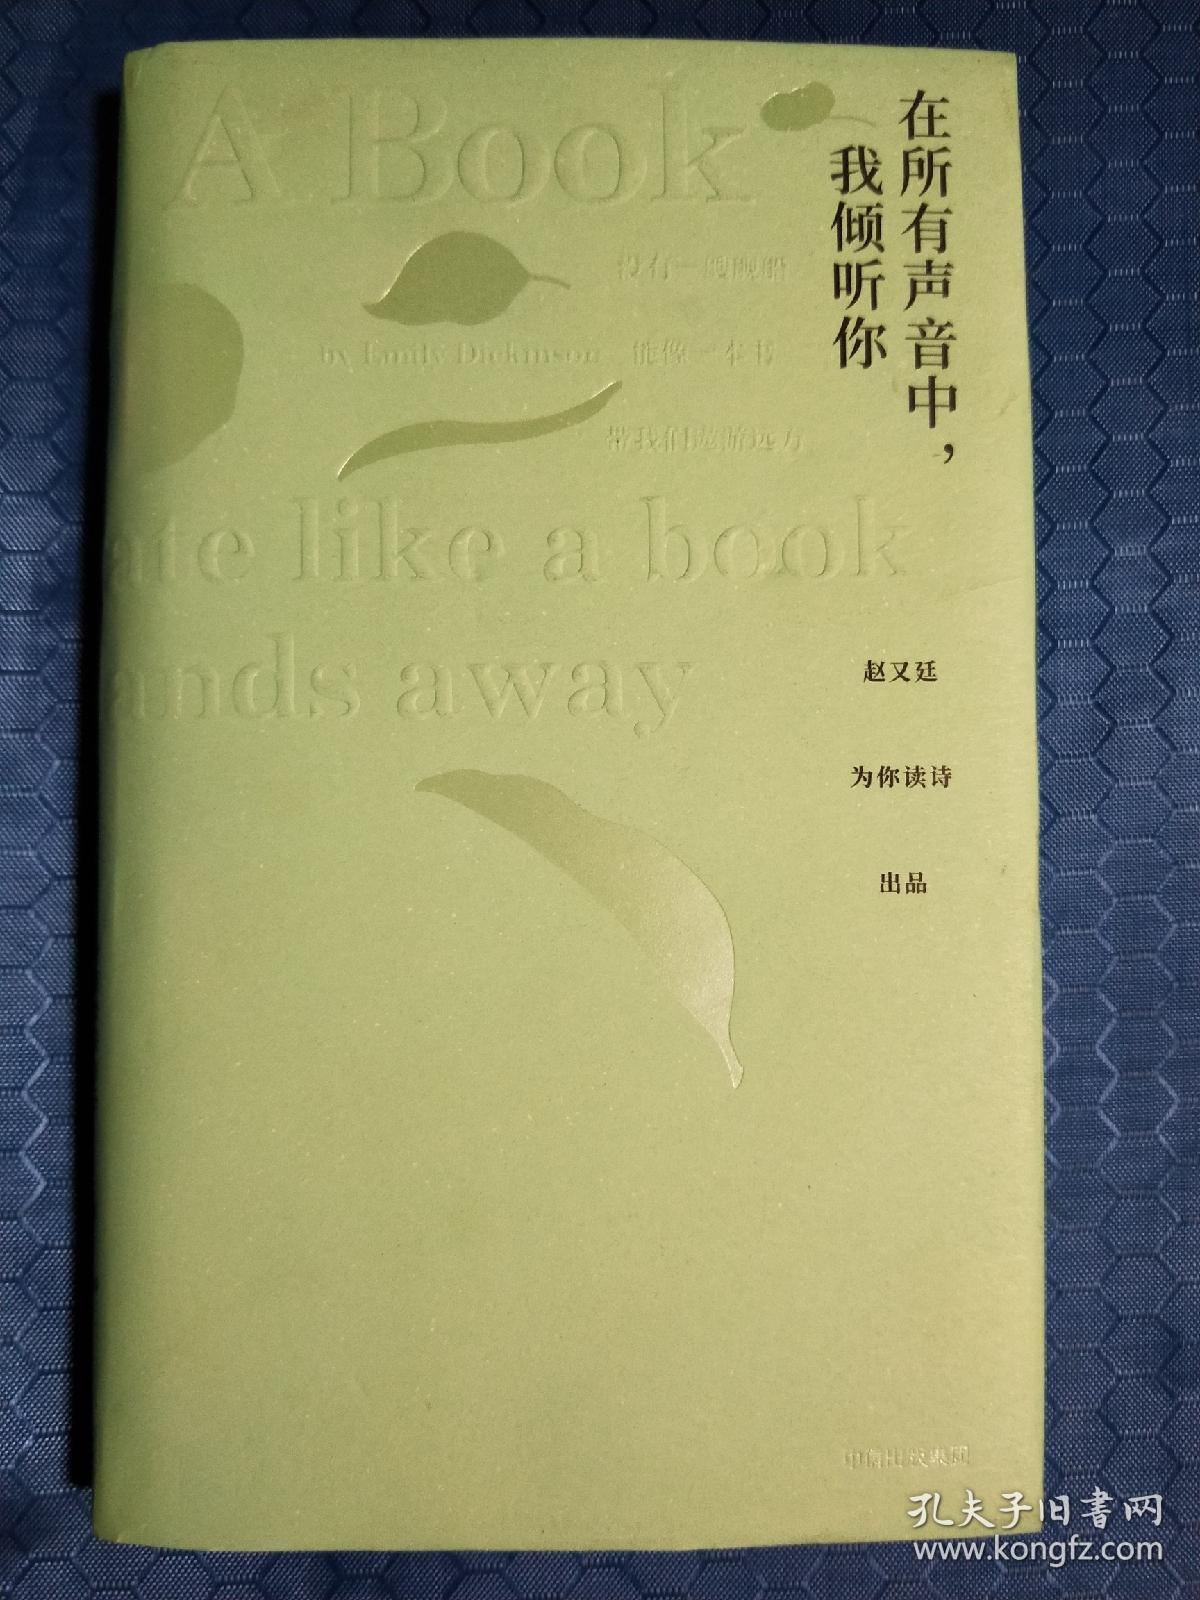 在所有声音中，
我倾听你
A Book
没有一艘舰船
by Emily Dickinson
能像一本书
带我们遨游远方
ate like a book
ands away
赵又廷
为你读诗
出品
中信出版集团
孔夫子旧书网
www.kongfz.com